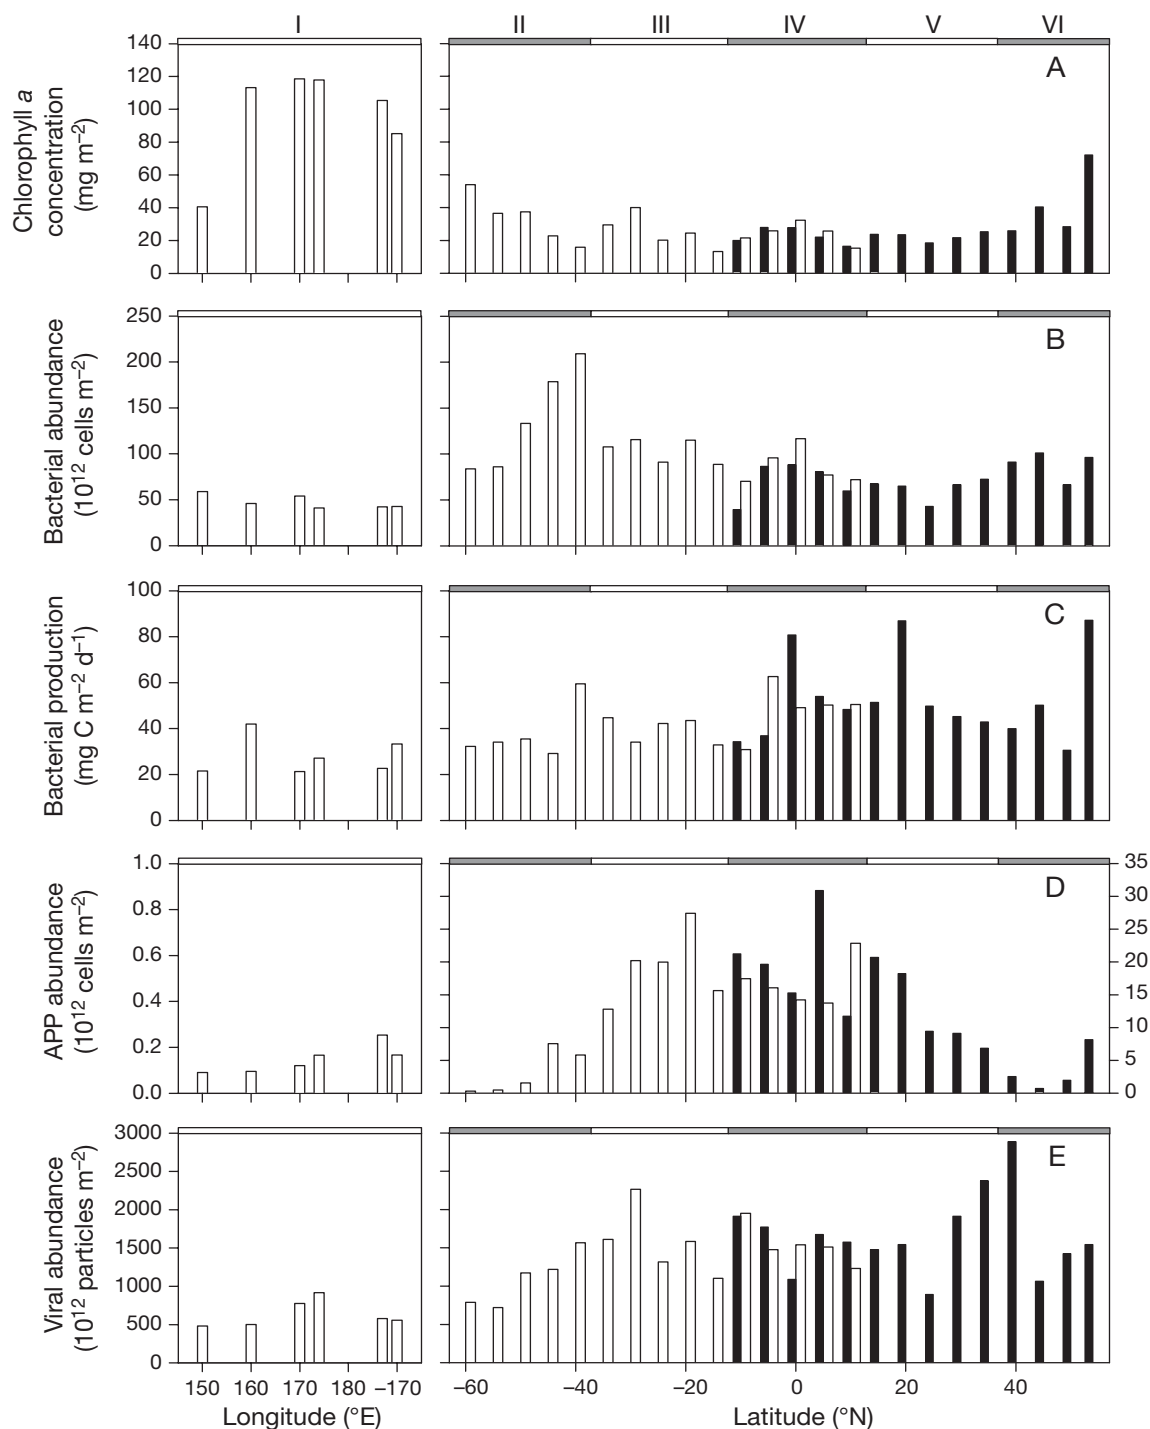 I II III IV V VI
A
Chlorophyll a
concentration
(mg m–2)
140
120
100
80
60
40
20
0
B
Bacterial abundance
(10¹² cells m–2)
250
200
150
100
50
0
C
Bacterial production
(mg C m–2 d–1)
100
80
60
40
20
0
D
APP abundance
(10¹² cells m–2)
1.0
0.8
0.6
0.4
0.2
0.0
35
30
25
20
15
10
5
0
E
Viral abundance
(10¹² particles m–2)
3000
2500
2000
1500
1000
500
0
150 160 170 180 –170
–60 –40 –20 0 20 40
Longitude (°E)
Latitude (°N)